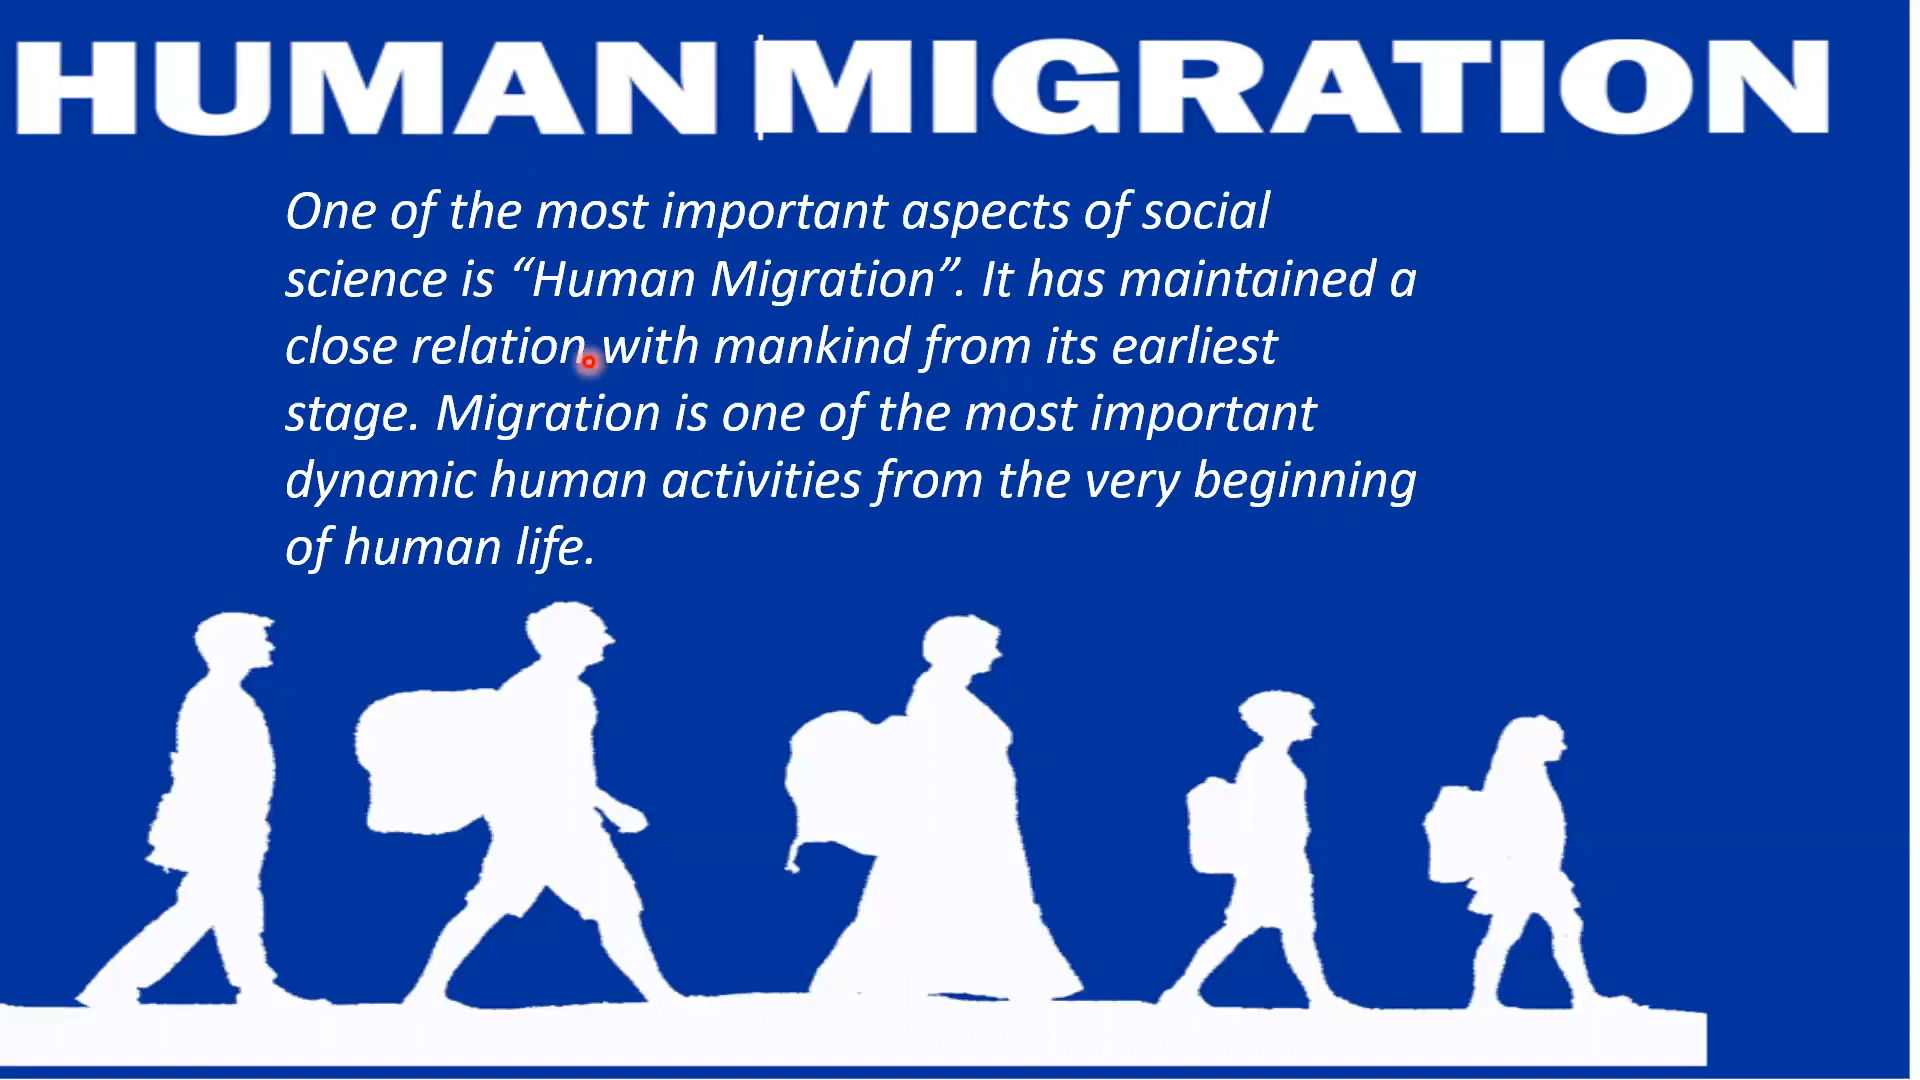 HUMAN MIGRATION
One of the most important aspects of social
science is “Human Migration”. It has maintained a
close relation with mankind from its earliest
stage. Migration is one of the most important
dynamic human activities from the very beginning
of human life.